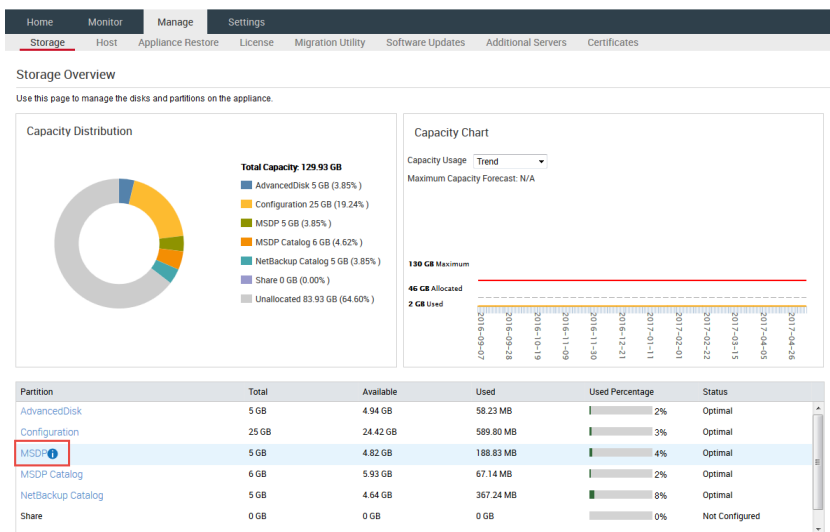 Home Monitor Manage Settings
Storage Host Appliance Restore License Migration Utility Software Updates Additional Servers Certificates
Storage Overview
Use this page to manage the disks and partitions on the appliance.
Capacity Distribution
Total Capacity: 129.93 GB
AdvancedDisk 5 GB (3.85% )
Configuration 25 GB (19.24% )
MSDP 5 GB (3.85% )
MSDP Catalog 6 GB (4.62% )
NetBackup Catalog 5 GB (3.85% )
Share 0 GB (0.00% )
Unallocated 83.93 GB (64.60% )
Capacity Chart
Capacity Usage Trend
Maximum Capacity Forecast: N/A
130 GB Maximum
46 GB Allocated
2 GB Used
2016-09-07
2016-09-28
2016-10-19
2016-11-09
2016-11-30
2016-12-21
2017-01-11
2017-02-01
2017-02-22
2017-03-15
2017-04-05
2017-04-26
Partition Total Available Used Used Percentage Status
AdvancedDisk 5 GB 4.94 GB 58.23 MB 2% Optimal
Configuration 25 GB 24.42 GB 589.80 MB 3% Optimal
MSDP i 5 GB 4.82 GB 188.83 MB 4% Optimal
MSDP Catalog 6 GB 5.93 GB 67.14 MB 2% Optimal
NetBackup Catalog 5 GB 4.64 GB 367.24 MB 8% Optimal
Share 0 GB 0 GB 0 GB 0% Not Configured